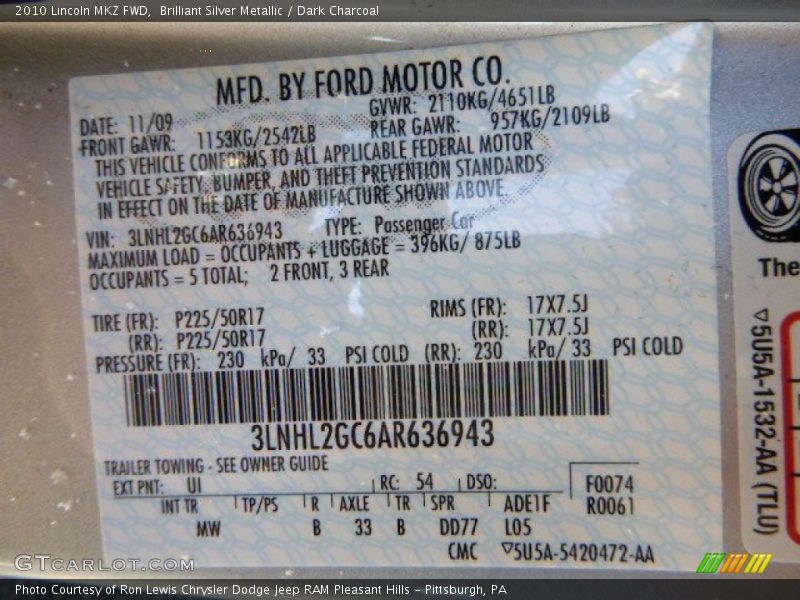 2010 Lincoln MKZ FWD,  Brilliant Silver Metallic / Dark Charcoal
MFD. BY FORD MOTOR CO.
DATE: 11/09 GVWR: 2110KG/4651LB
FRONT GAWR: 1153KG/2542LB REAR GAWR: 957KG/2109LB
THIS VEHICLE CONFORMS TO ALL APPLICABLE FEDERAL MOTOR
VEHICLE SAFETY, BUMPER, AND THEFT PREVENTION STANDARDS
IN EFFECT ON THE DATE OF MANUFACTURE SHOWN ABOVE.
VIN: 3LNHL2GC6AR636943 TYPE: Passenger Car
MAXIMUM LOAD = OCCUPANTS + LUGGAGE = 396KG/ 875LB
OCCUPANTS = 5 TOTAL; 2 FRONT, 3 REAR
TIRE (FR): P225/50R17 RIMS (FR): 17X7.5J
(RR): P225/50R17 (RR): 17X7.5J
PRESSURE (FR): 230 kPa/ 33 PSI COLD (RR): 230 kPa/ 33 PSI COLD
3LNHL2GC6AR636943
TRAILER TOWING - SEE OWNER GUIDE
EXT PNT: UI RC: 54 DSO: F0074
INT TR TP/PS R AXLE TR SPR ADE1F R0061
MW B 33 B DD77 L05
CMC ▽5U5A-5420472-AA
The
▽5U5A-1532-AA (TLU)
GTCarLot.com
Photo Courtesy of Ron Lewis Chrysler Dodge Jeep RAM Pleasant Hills - Pittsburgh, PA